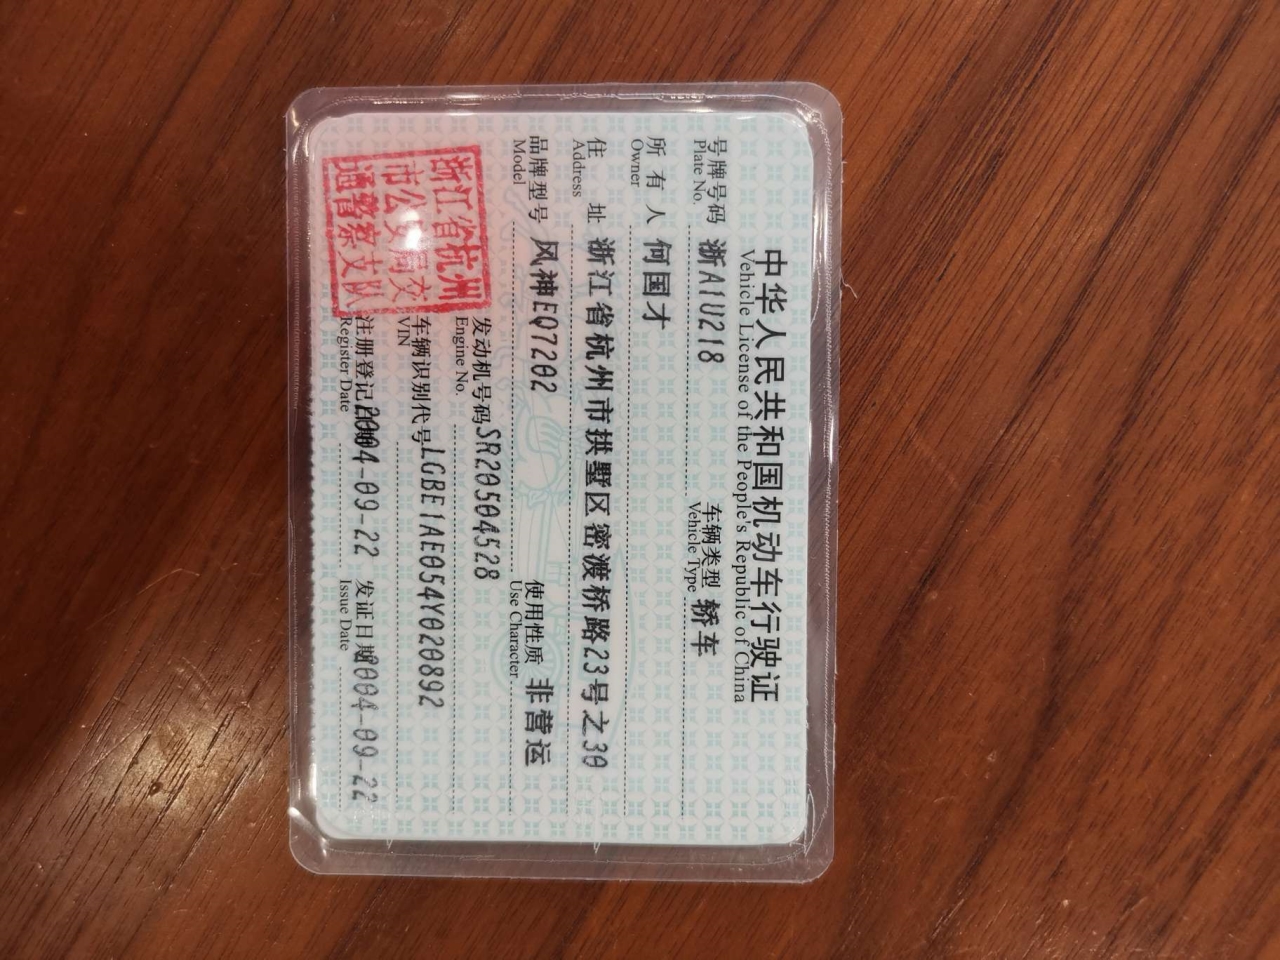 中华人民共和国机动车行驶证
Vehicle License of the People's Republic of China
号牌号码 浙A1U218 车辆类型 轿车
Plate No. Vehicle Type
所有人 何国才
Owner
住址 浙江省杭州市拱墅区密渡桥路23号之30
Address
品牌型号 风神EQ7202 使用性质 非营运
Model Use Character
发动机号码 SR20504528
Engine No.
车辆识别代号 LGBE1AE054Y020892
VIN
注册登记日期 2004-09-22 发证日期 2004-09-22
Register Date Issue Date
浙江省杭州
市公安局交
通警察支队